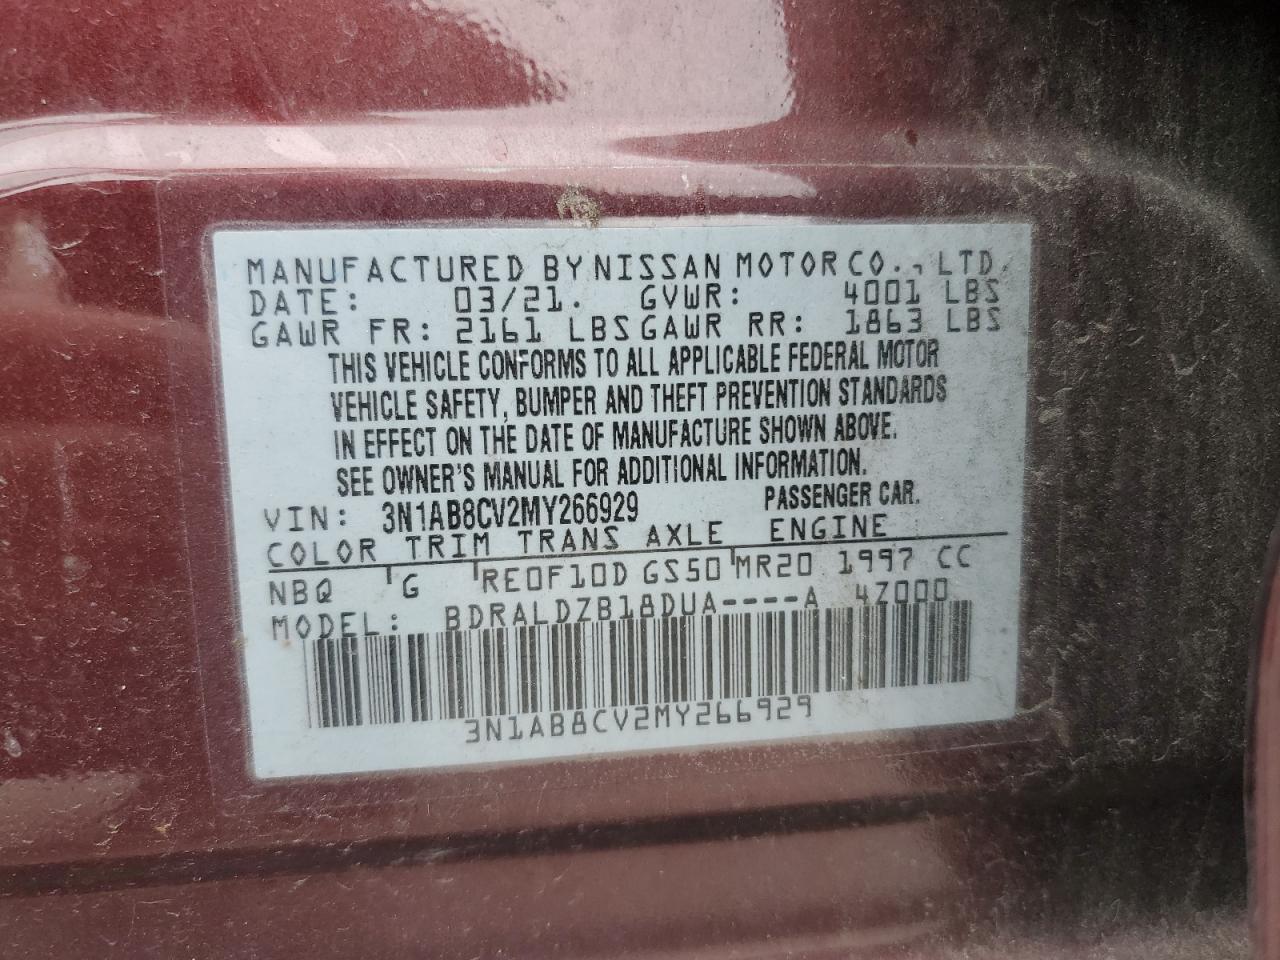 MANUFACTURED BY NISSAN MOTOR CO., LTD.
DATE: 03/21. GVWR: 4001 LBS
GAWR FR: 2161 LBS GAWR RR: 1863 LBS
THIS VEHICLE CONFORMS TO ALL APPLICABLE FEDERAL MOTOR
VEHICLE SAFETY, BUMPER AND THEFT PREVENTION STANDARDS
IN EFFECT ON THE DATE OF MANUFACTURE SHOWN ABOVE.
SEE OWNER'S MANUAL FOR ADDITIONAL INFORMATION.
VIN: 3N1AB8CV2MY266929 PASSENGER CAR.
COLOR TRIM TRANS AXLE ENGINE
NBQ G RE0F10D GS50 MR20 1997 CC
MODEL: BDRALDZB18DUA----A 4Z000
3N1AB8CV2MY266929